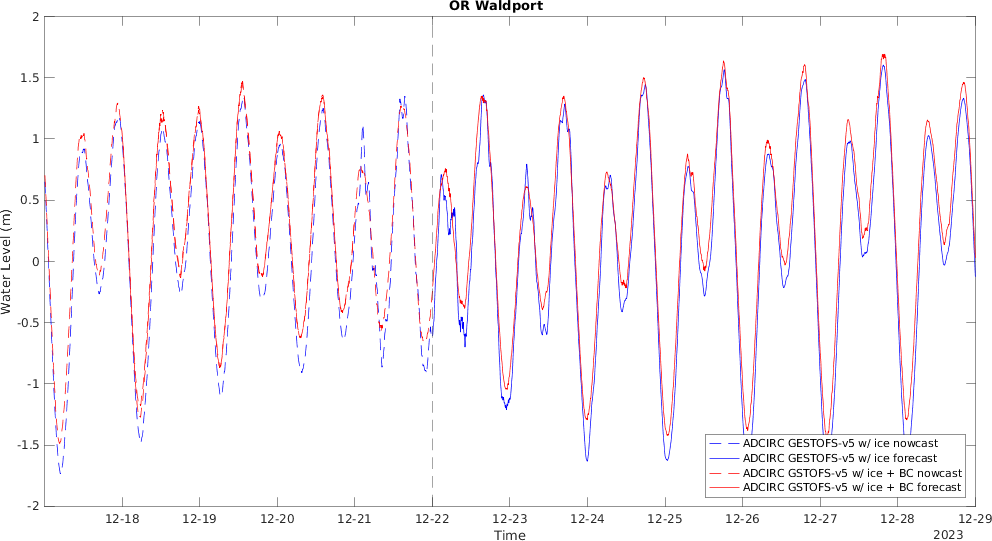 OR Waldport
2
1.5
1
0.5
0
-0.5
-1
-1.5
-2
Water Level (m)
12-18 12-19 12-20 12-21 12-22 12-23 12-24 12-25 12-26 12-27 12-28 12-29
Time
2023
ADCIRC GESTOFS-v5 w/ ice nowcast
ADCIRC GESTOFS-v5 w/ ice forecast
ADCIRC GSTOFS-v5 w/ ice + BC nowcast
ADCIRC GSTOFS-v5 w/ ice + BC forecast